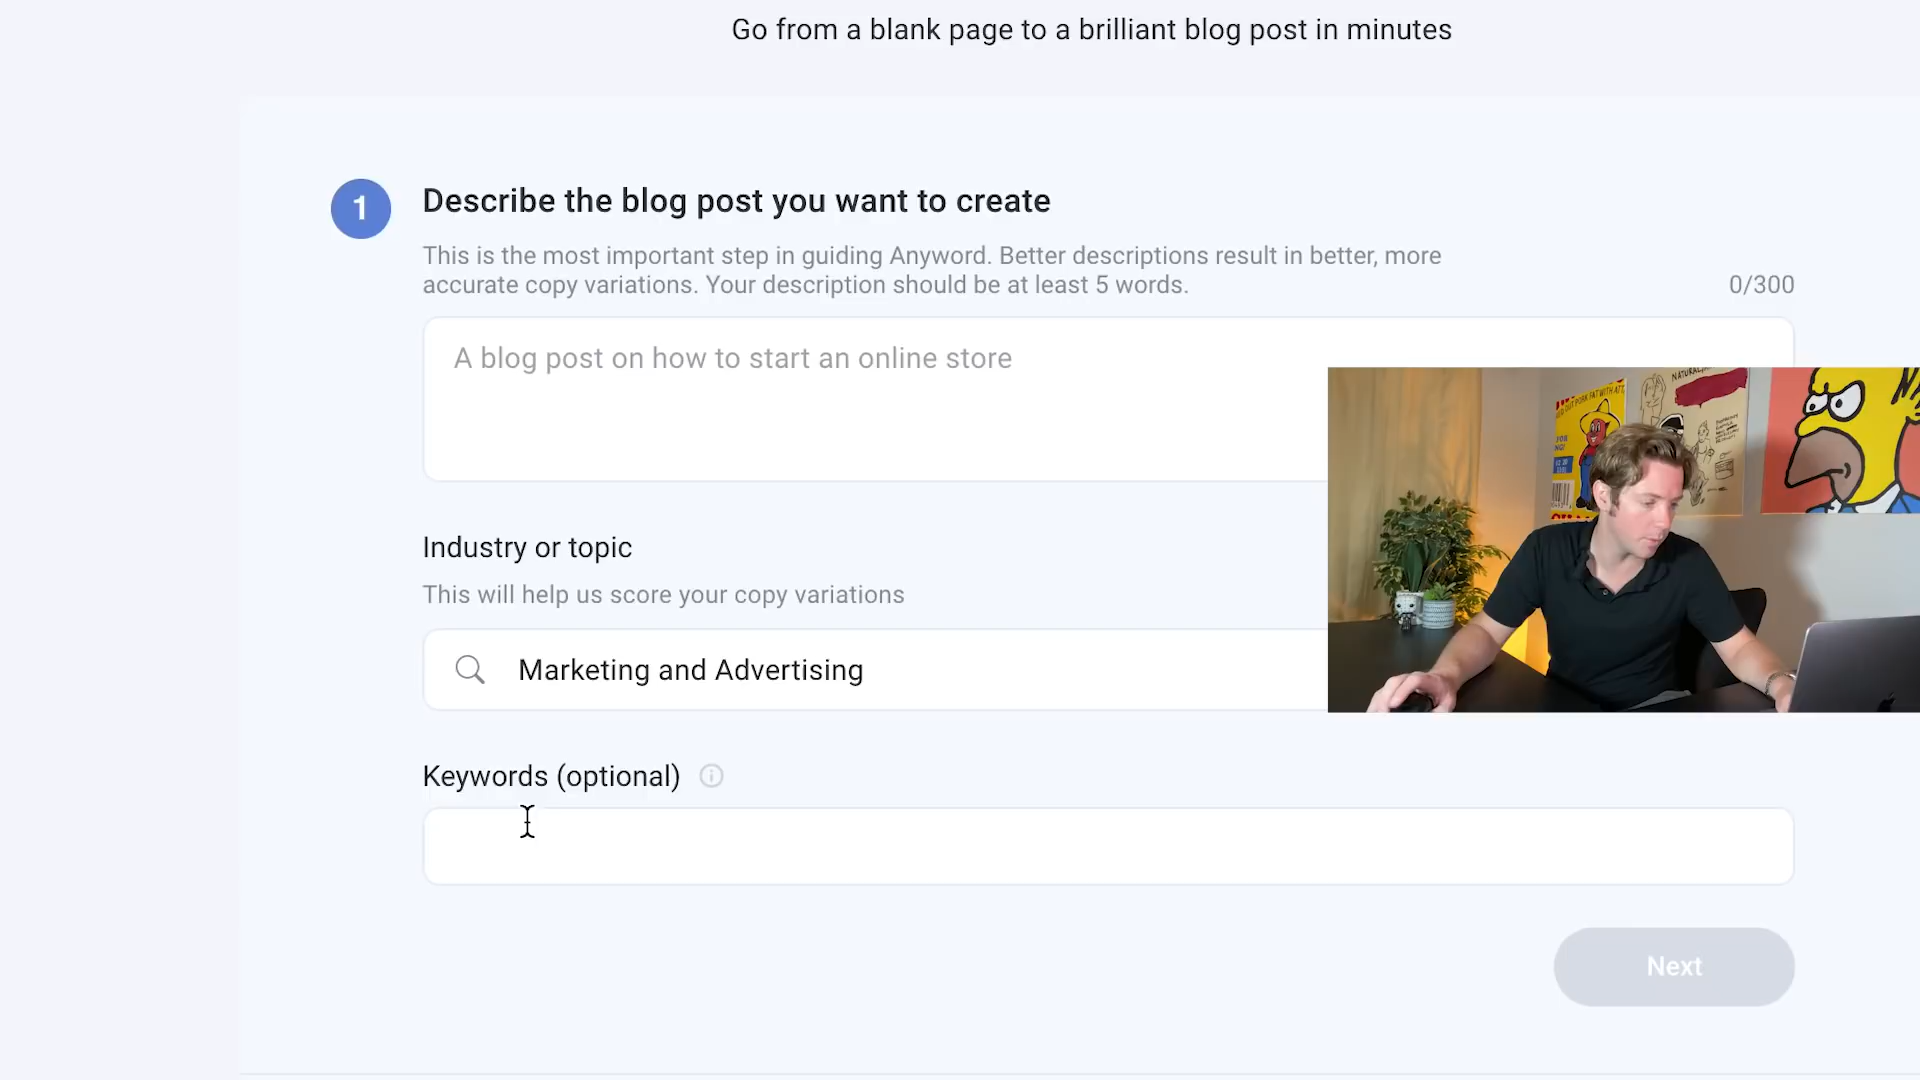 Go from a blank page to a brilliant blog post in minutes
1
Describe the blog post you want to create
This is the most important step in guiding Anyword. Better descriptions result in better, more
accurate copy variations. Your description should be at least 5 words.
0/300
A blog post on how to start an online store
Industry or topic
This will help us score your copy variations
Marketing and Advertising
Keywords (optional)
Next